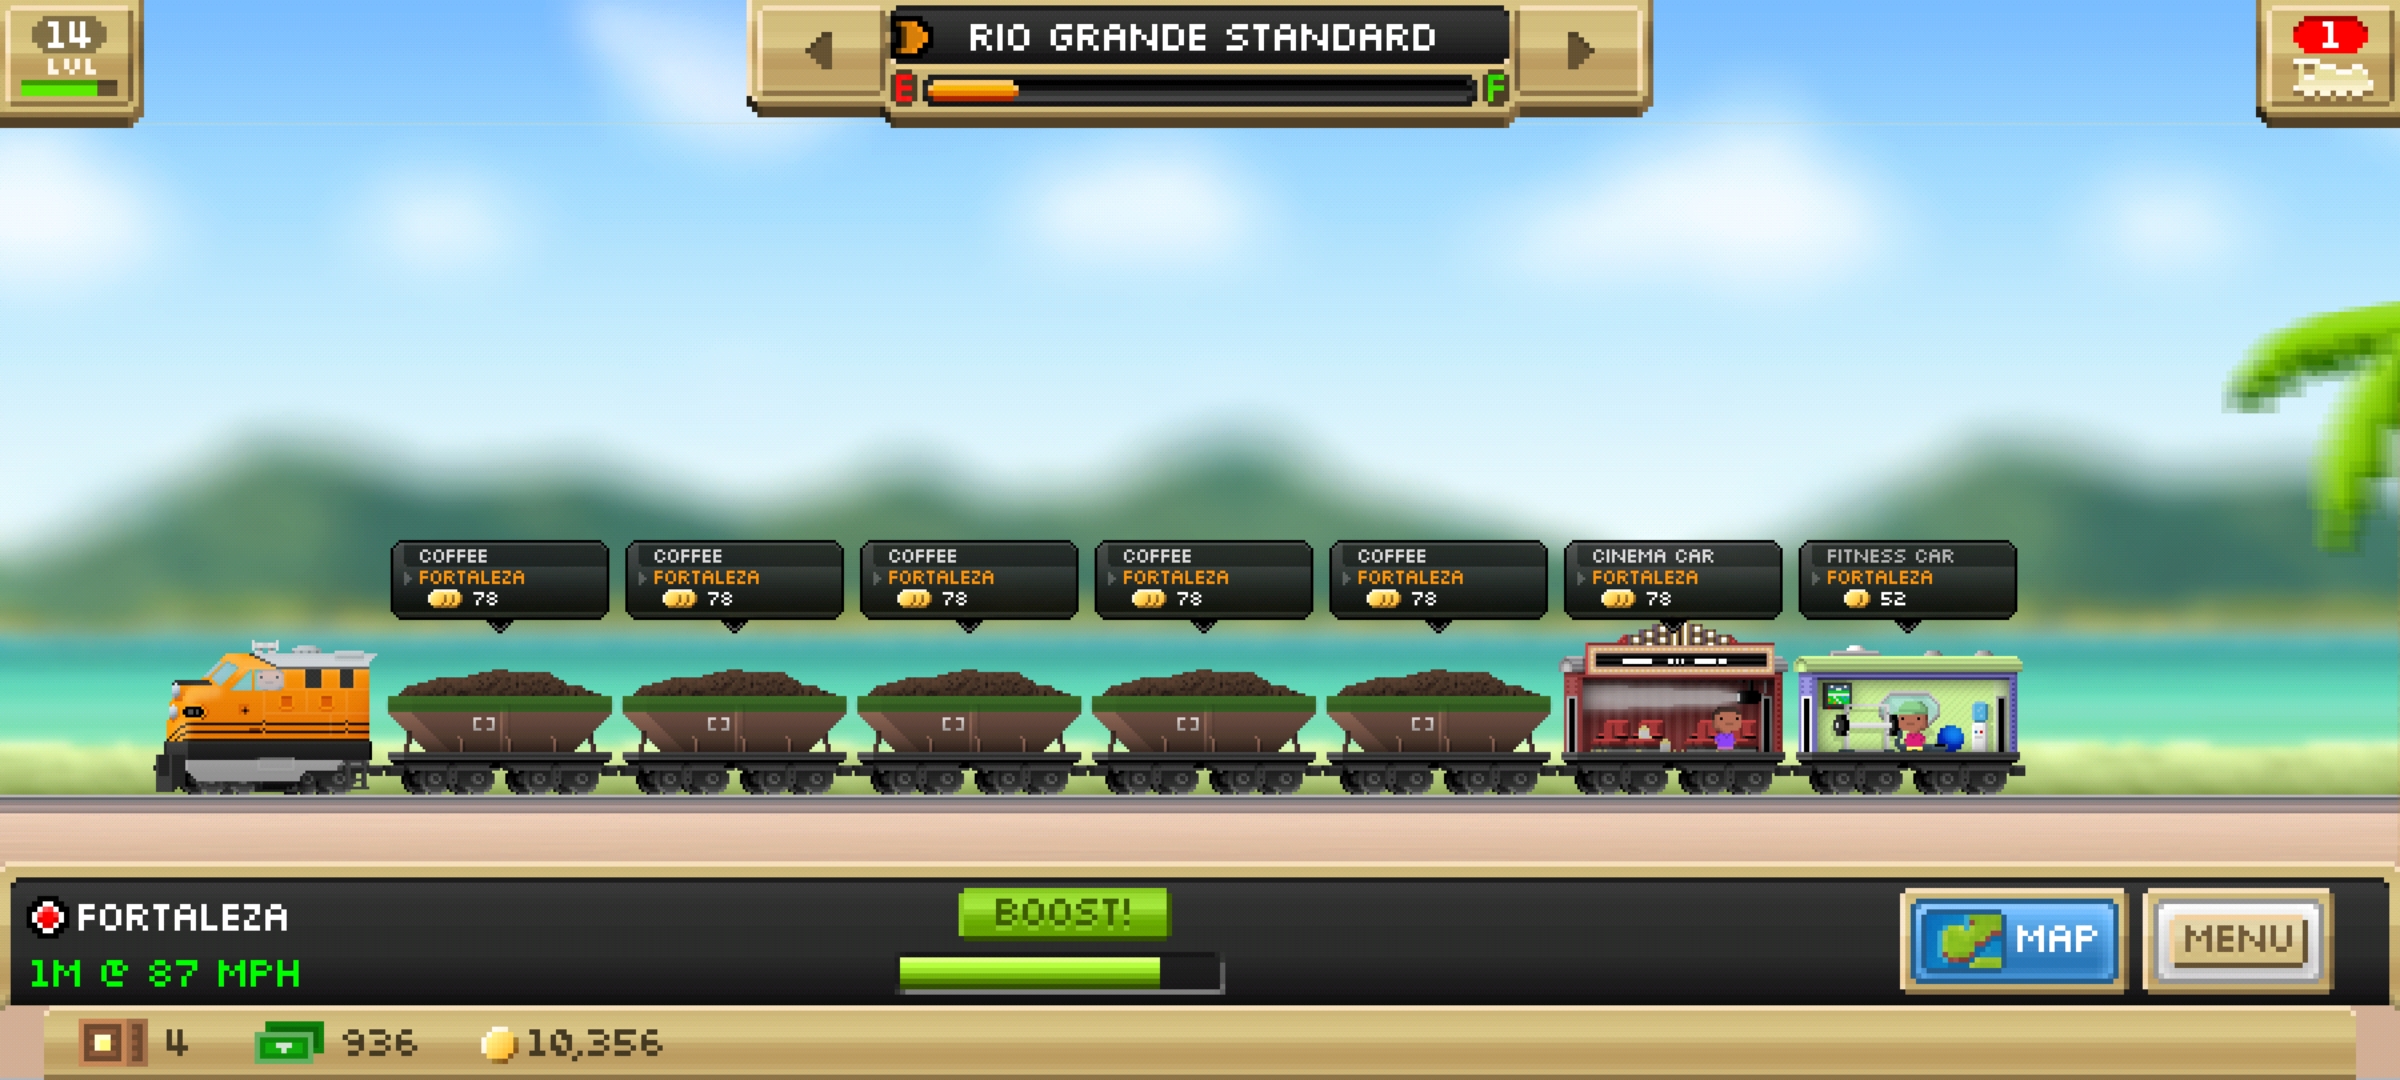 14
LVL
RIO GRANDE STANDARD
E F
1
COFFEE
FORTALEZA
78
COFFEE
FORTALEZA
78
COFFEE
FORTALEZA
78
COFFEE
FORTALEZA
78
COFFEE
FORTALEZA
78
CINEMA CAR
FORTALEZA
78
FITNESS CAR
FORTALEZA
52
FORTALEZA
1M @ 87 MPH
BOOST!
MAP
MENU
4
936
10,356